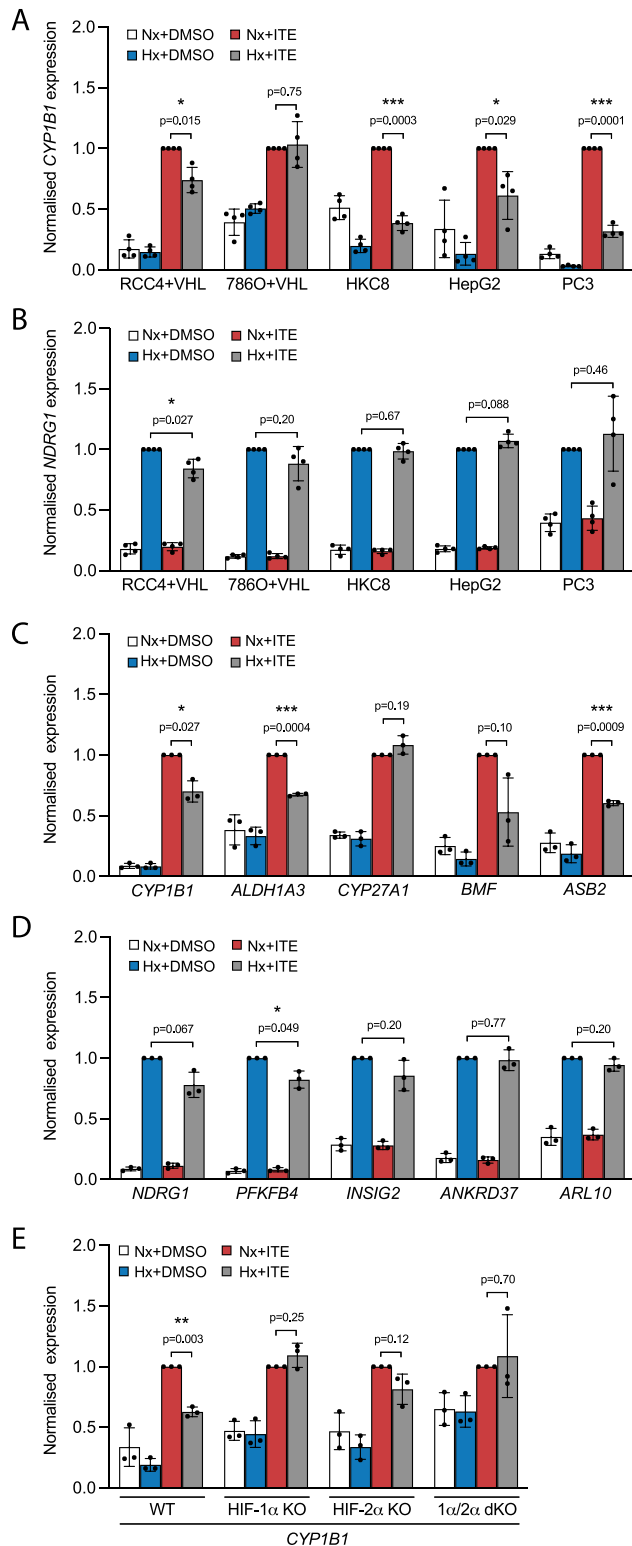 A
Normalised CYP1B1 expression
2.0
1.5
1.0
0.5
0.0
Nx+DMSO Nx+ITE
Hx+DMSO Hx+ITE
* p=0.75 *** * ***
p=0.015 p=0.0003 p=0.029 p=0.0001
RCC4+VHL 786O+VHL HKC8 HepG2 PC3
B
Normalised NDRG1 expression
2.0
1.5
1.0
0.5
0.0
Nx+DMSO Nx+ITE
Hx+DMSO Hx+ITE
p=0.46
*
p=0.027 p=0.20 p=0.67 p=0.088
RCC4+VHL 786O+VHL HKC8 HepG2 PC3
C
Normalised expression
2.0
1.5
1.0
0.5
0.0
Nx+DMSO Nx+ITE
Hx+DMSO Hx+ITE
* *** p=0.19 ***
p=0.027 p=0.0004 p=0.10 p=0.0009
CYP1B1 ALDH1A3 CYP27A1 BMF ASB2
D
Normalised expression
2.0
1.5
1.0
0.5
0.0
Nx+DMSO Nx+ITE
Hx+DMSO Hx+ITE
*
p=0.067 p=0.049 p=0.20 p=0.77 p=0.20
NDRG1 PFKFB4 INSIG2 ANKRD37 ARL10
E
Normalised expression
2.0
1.5
1.0
0.5
0.0
Nx+DMSO Nx+ITE
Hx+DMSO Hx+ITE
p=0.70
**
p=0.003 p=0.25 p=0.12
WT HIF-1α KO HIF-2α KO 1α/2α dKO
CYP1B1